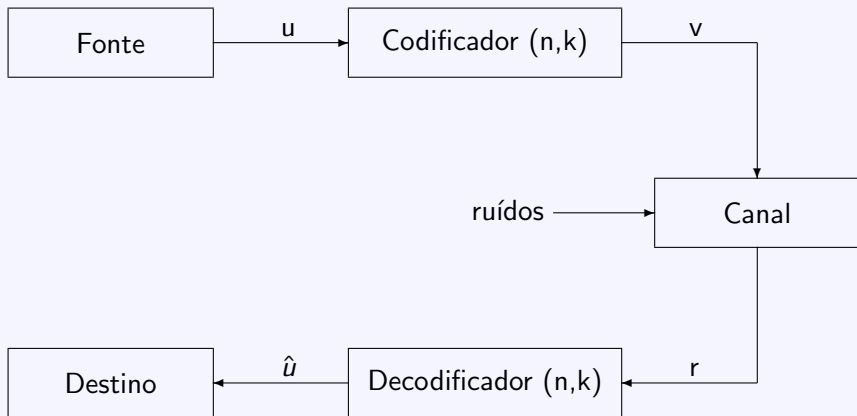 Fonte
u
Codificador (n,k)
v
ruídos
Canal
Destino
û
Decodificador (n,k)
r